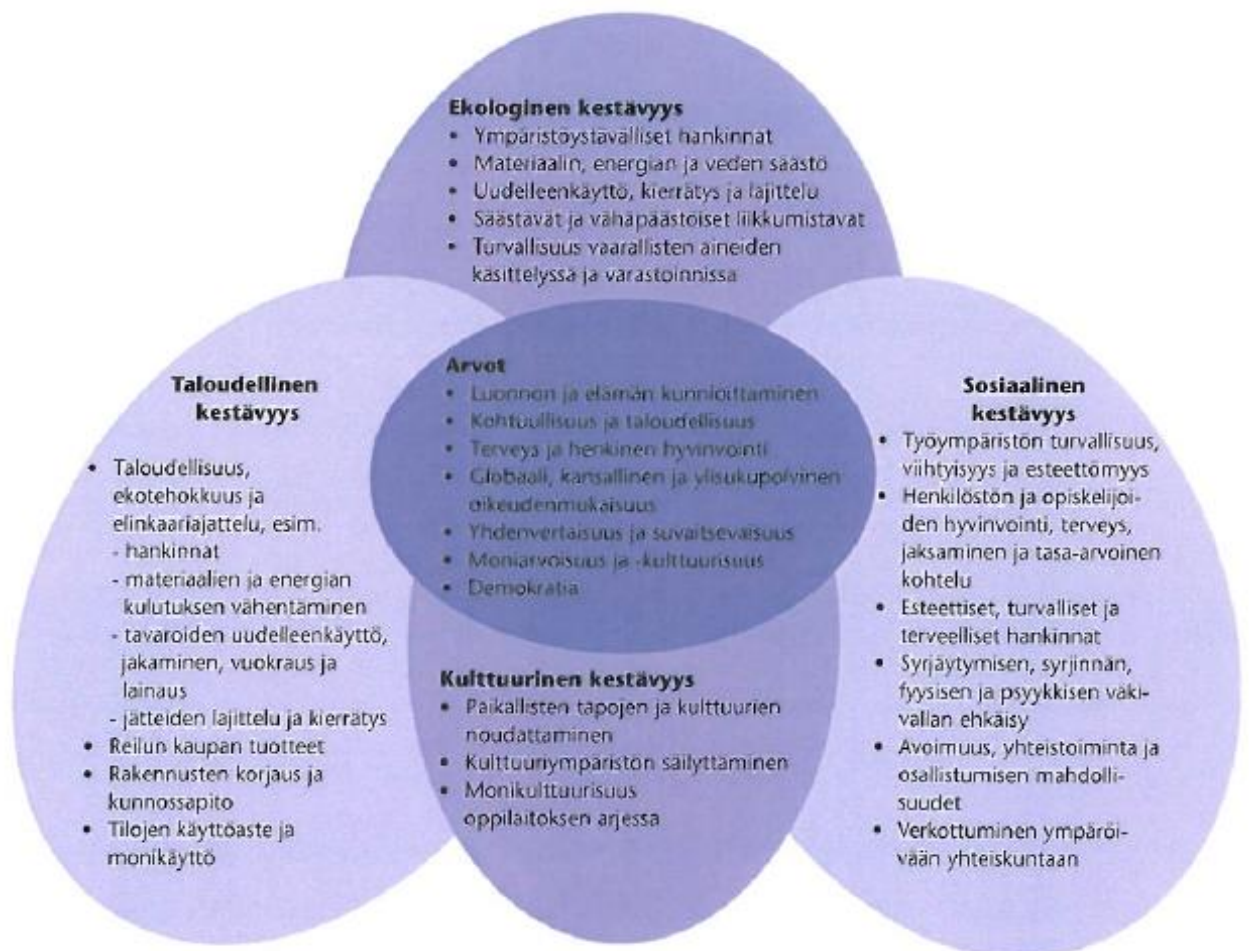 Ekologinen kestävyys
• Ympäristöystävälliset hankinnat
• Materiaalin, energian ja veden säästö
• Uudelleenkäyttö, kierrätys ja lajittelu
• Säästävät ja vähäpäästöiset liikkumistavat
• Turvallisuus vaarallisten aineiden
käsittelyssä ja varastoinnissa
Arvot
• Luonnon ja elämän kunnioittaminen
• Kohtuullisuus ja taloudellisuus
• Terveys ja henkinen hyvinvointi
• Globaali, kansallinen ja ylisukupolvinen
oikeudenmukaisuus
• Yhdenvertaisuus ja suvaitsevaisuus
• Moniarvoisuus ja -kulttuurisuus
• Demokratia
Taloudellinen
kestävyys
• Taloudellisuus,
ekotehokkuus ja
elinkaariajattelu, esim.
- hankinnat
- materiaalien ja energian
kulutuksen vähentäminen
- tavaroiden uudelleenkäyttö,
jakaminen, vuokraus ja
lainaus
- jätteiden lajittelu ja kierrätys
• Reilun kaupan tuotteet
• Rakennusten korjaus ja
kunnossapito
• Tilojen käyttöaste ja
monikäyttö
Kulttuurinen kestävyys
• Paikallisten tapojen ja kulttuurien
noudattaminen
• Kulttuuriympäristön säilyttäminen
• Monikulttuurisuus
oppilaitoksen arjessa
Sosiaalinen
kestävyys
• Työympäristön turvallisuus,
viihtyisyys ja esteettömyys
• Henkilöstön ja opiskelijoi-
den hyvinvointi, terveys,
jaksaminen ja tasa-arvoinen
kohtelu
• Esteettiset, turvalliset ja
terveelliset hankinnat
• Syrjäytymisen, syrjinnän,
fyysisen ja psyykkisen väki-
vallan ehkäisy
• Avoimuus, yhteistoiminta ja
osallistumisen mahdolli-
suudet
• Verkottuminen ympäröi-
vään yhteiskuntaan